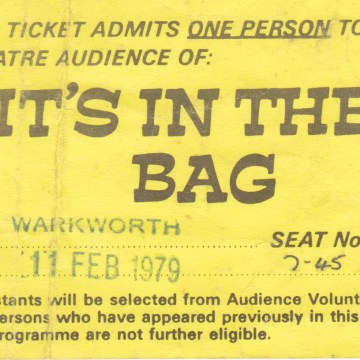 TICKET ADMITS ONE PERSON TO
ATRE AUDIENCE OF:
IT'S IN THE
BAG
WARKWORTH
SEAT No
11 FEB 1979
7-45
stants will be selected from Audience Volunt
ersons who have appeared previously in this
rogramme are not further eligible.